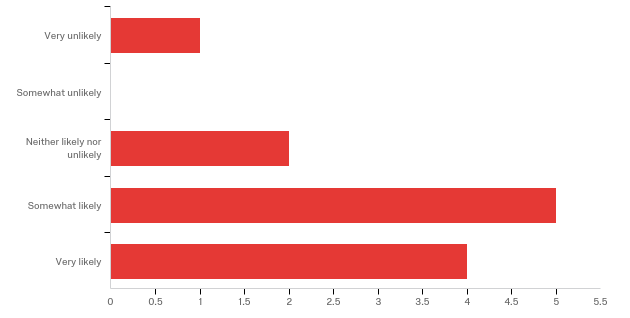 Very unlikely
Somewhat unlikely
Neither likely nor
unlikely
Somewhat likely
Very likely
0 0.5 1 1.5 2 2.5 3 3.5 4 4.5 5 5.5